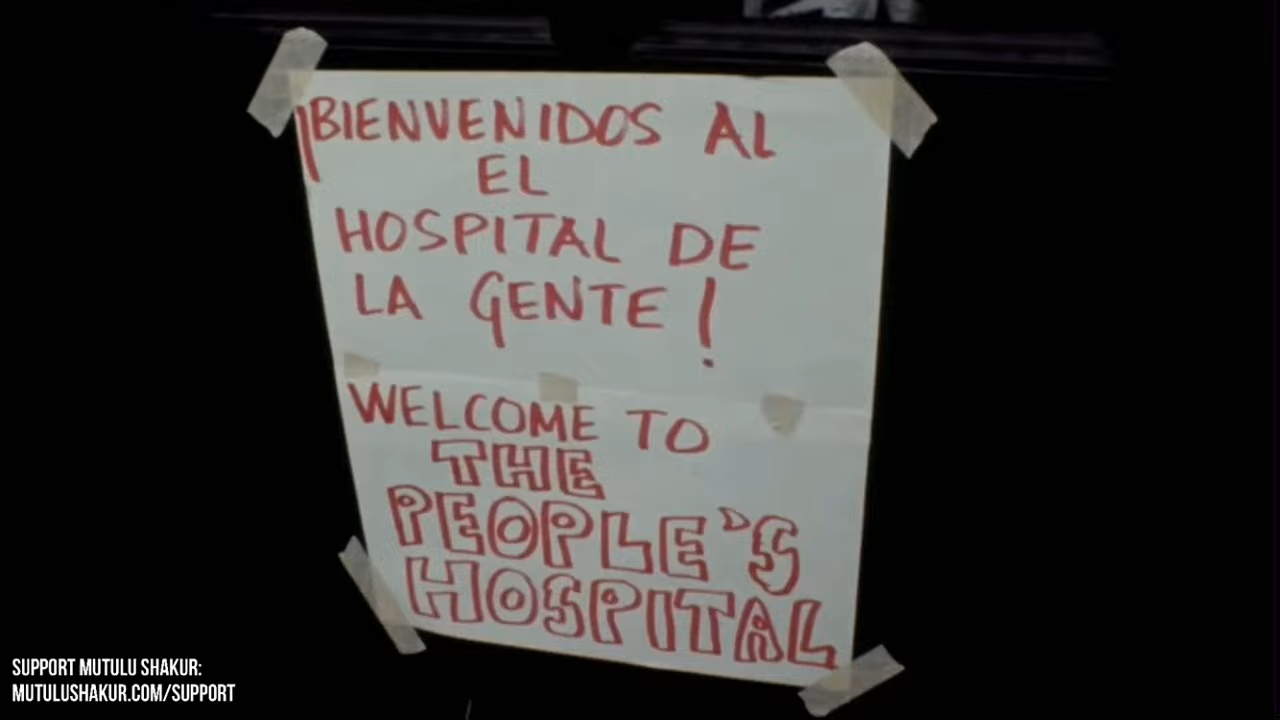 ¡BIENVENIDOS AL
EL
HOSPITAL DE
LA GENTE!
WELCOME TO
THE
PEOPLE'S
HOSPITAL
SUPPORT MUTULU SHAKUR:
MUTULUSHAKUR.COM/SUPPORT